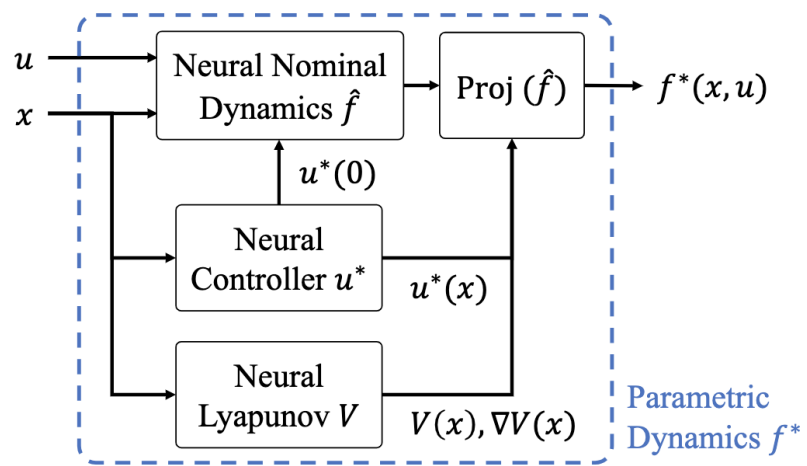 u
x
Neural Nominal
Dynamics f̂
Proj (f̂)
f*(x, u)
u*(0)
Neural
Controller u*
u*(x)
Neural
Lyapunov V
V(x), ∇V(x)
Parametric
Dynamics f*